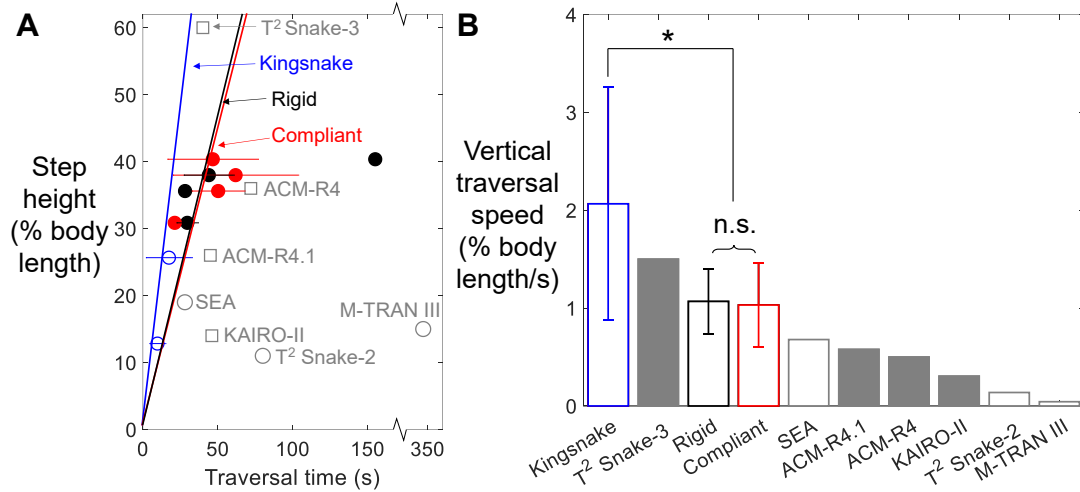 A
60
50
40
30
20
10
0
Step
height
(% body
length)
T² Snake-3
Kingsnake
Rigid
Compliant
ACM-R4
ACM-R4.1
SEA
M-TRAN III
KAIRO-II
T² Snake-2
0 50 100 150 350
Traversal time (s)
B
4
3
2
1
0
Vertical
traversal
speed
(% body
length/s)
*
n.s.
Kingsnake
T² Snake-3
Rigid
Compliant
SEA
ACM-R4.1
ACM-R4
KAIRO-II
T² Snake-2
M-TRAN III